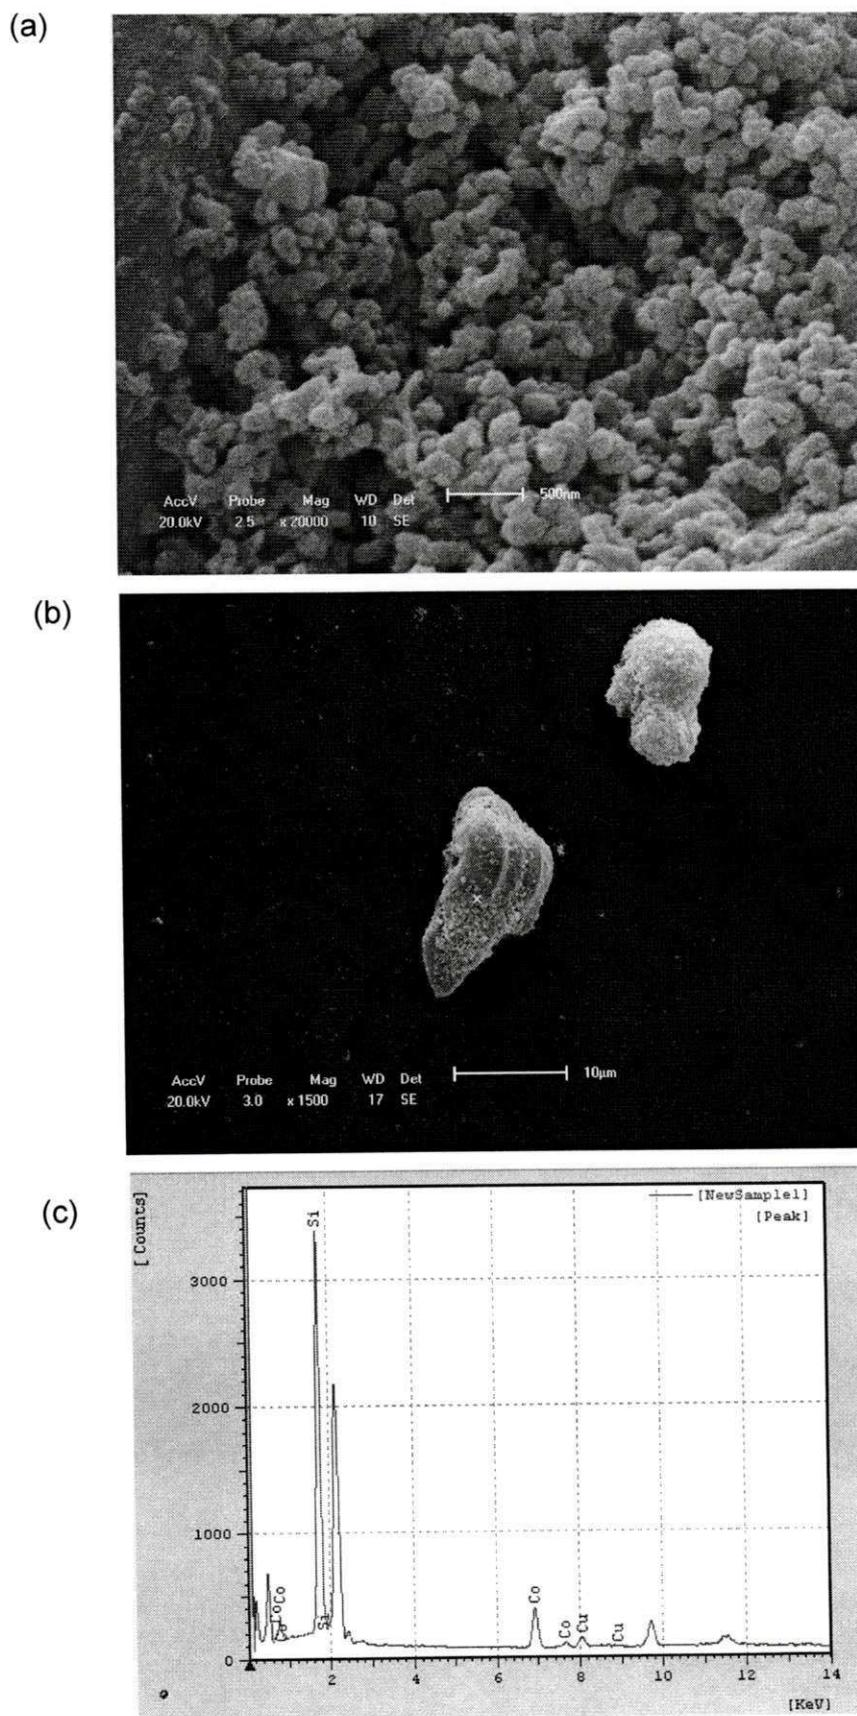 (a)
AccV Probe Mag WD Det 500nm
20.0kV 2.5 x 20000 10 SE
(b)
AccV Probe Mag WD Det 10µm
20.0kV 3.0 x 1500 17 SE
(c)
[Counts]
[NewSample1]
[Peak]
Si
3000
2000
1000
Co
Si
Co
Co
Cu
Cu
0
2
4
6
8
10
12
14
[KeV]